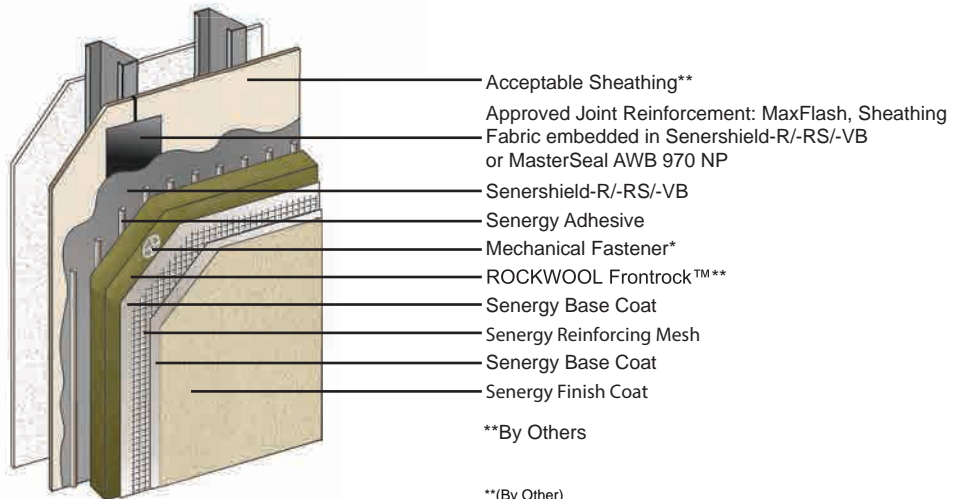 Acceptable Sheathing**
Approved Joint Reinforcement: MaxFlash, Sheathing
Fabric embedded in Senershield-R/-RS/-VB
or MasterSeal AWB 970 NP
Senershield-R/-RS/-VB
Senergy Adhesive
Mechanical Fastener*
ROCKWOOL Frontrock™**
Senergy Base Coat
Senergy Reinforcing Mesh
Senergy Base Coat
Senergy Finish Coat
**By Others
**(By Other)